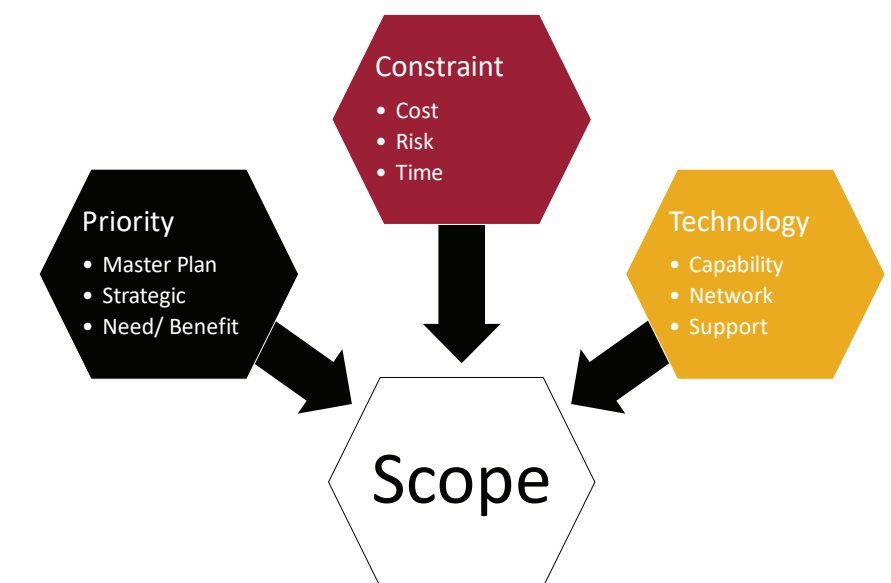 Constraint
• Cost
• Risk
• Time
Priority
• Master Plan
• Strategic
• Need/ Benefit
Technology
• Capability
• Network
• Support
Scope